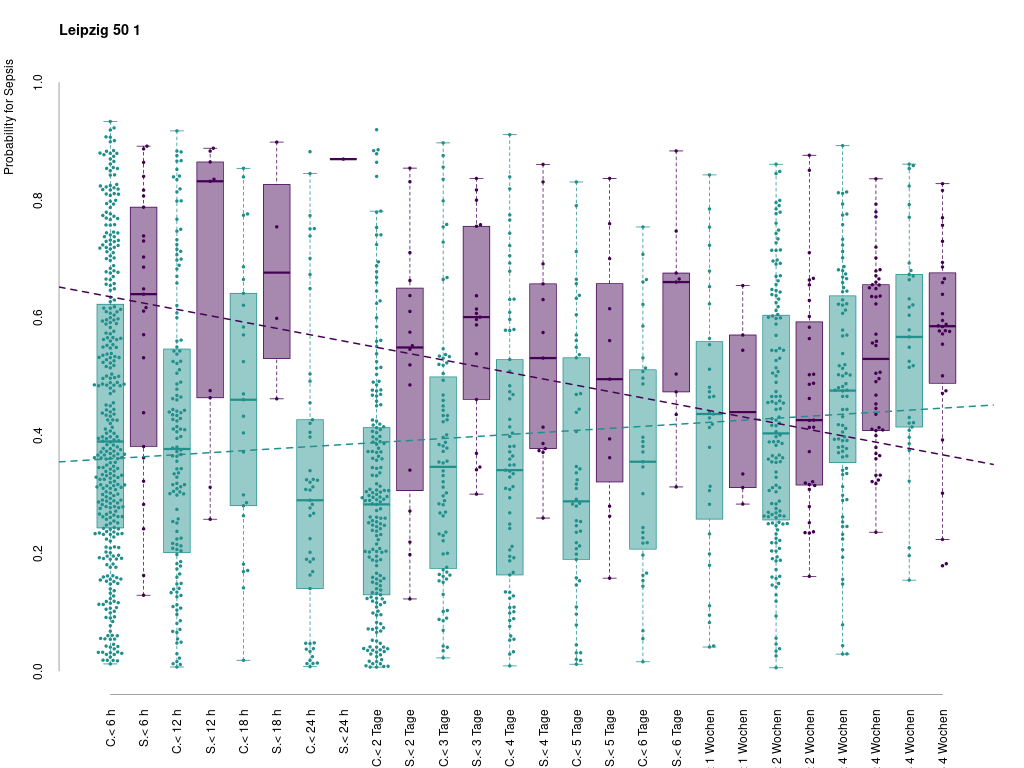 Leipzig 50 1
Probability for Sepsis
1.0
0.8
0.6
0.4
0.2
0.0
C.< 6 h
S.< 6 h
C.< 12 h
S.< 12 h
C.< 18 h
S.< 18 h
C.< 24 h
S.< 24 h
C.< 2 Tage
S.< 2 Tage
C.< 3 Tage
S.< 3 Tage
C.< 4 Tage
S.< 4 Tage
C.< 5 Tage
S.< 5 Tage
C.< 6 Tage
S.< 6 Tage
1 Wochen
1 Wochen
2 Wochen
2 Wochen
4 Wochen
4 Wochen
4 Wochen
4 Wochen